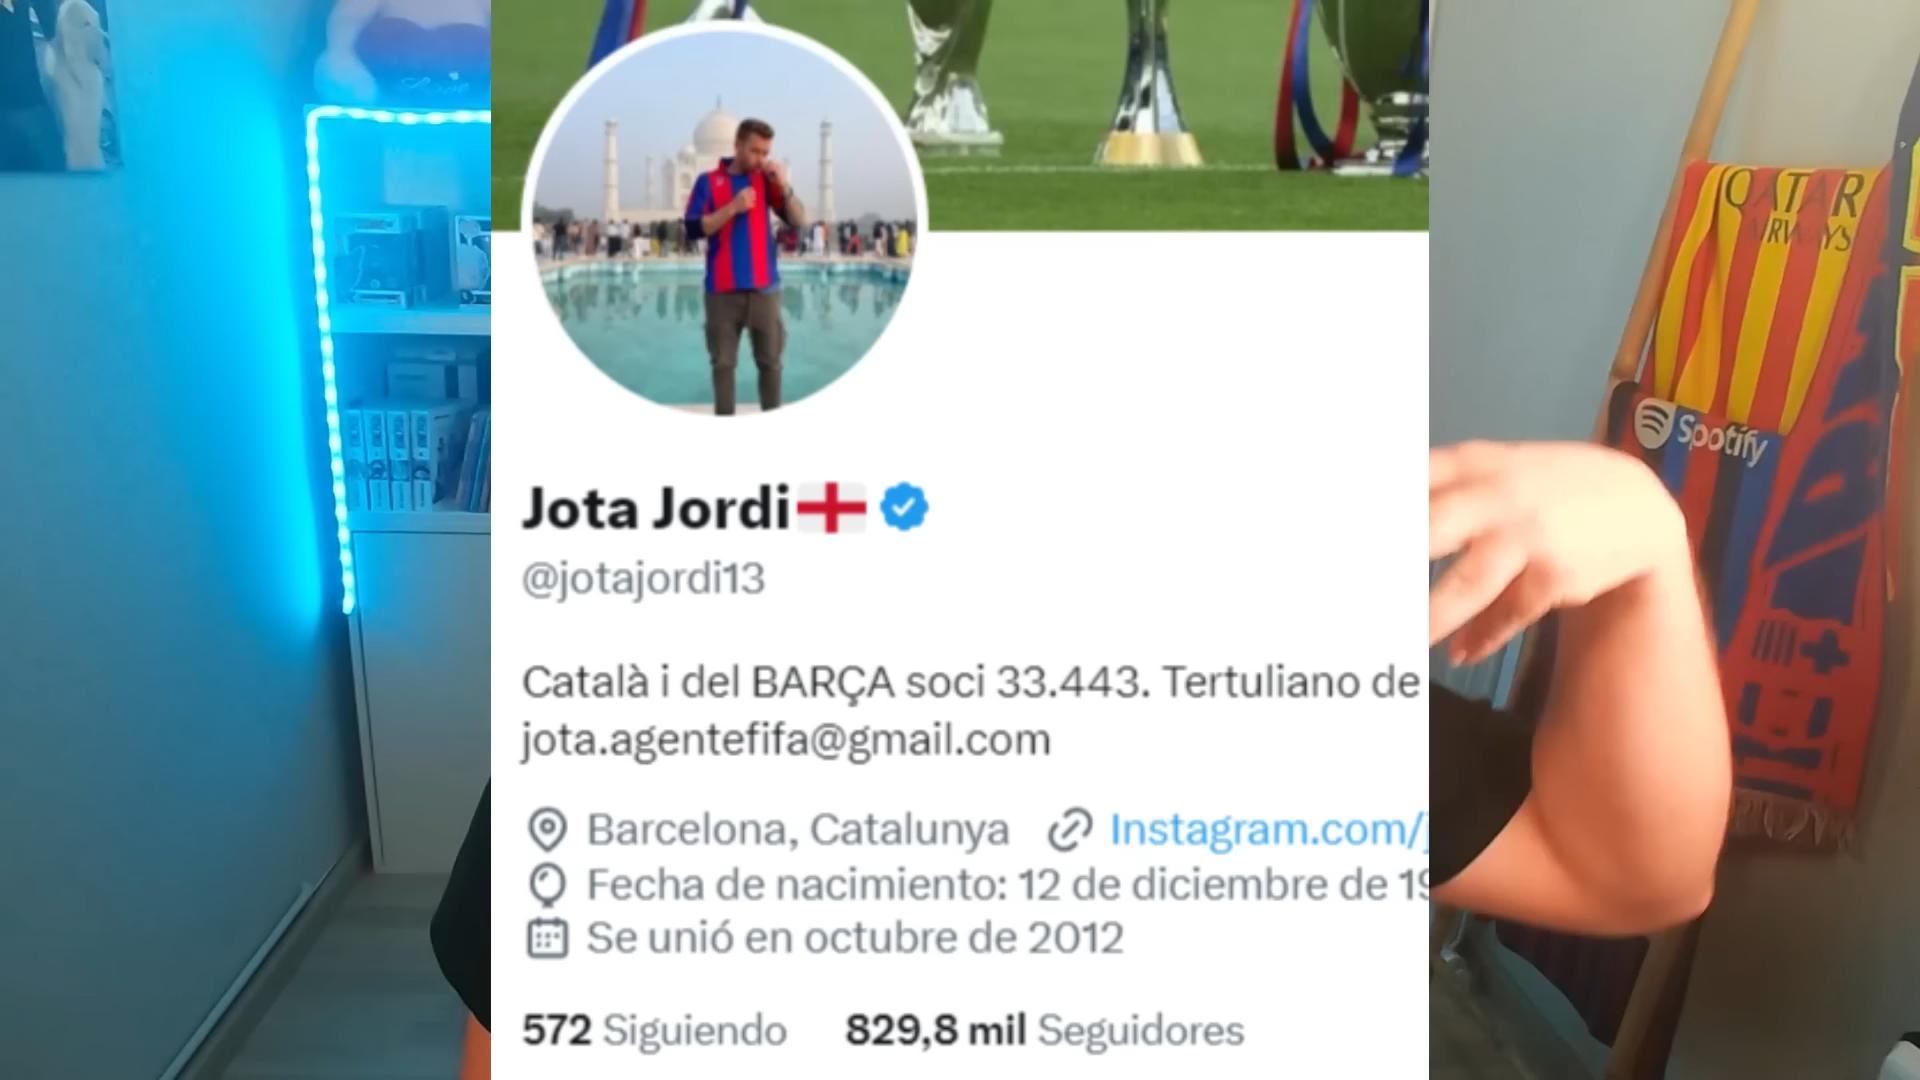 Jota Jordi
@jotajordi13
Català i del BARÇA soci 33.443. Tertuliano de
jota.agentefifa@gmail.com
Barcelona, Catalunya Instagram.com/j
Fecha de nacimiento: 12 de diciembre de 19
Se unió en octubre de 2012
572 Siguiendo 829,8 mil Seguidores
QATAR
AIRWAYS
Spotify